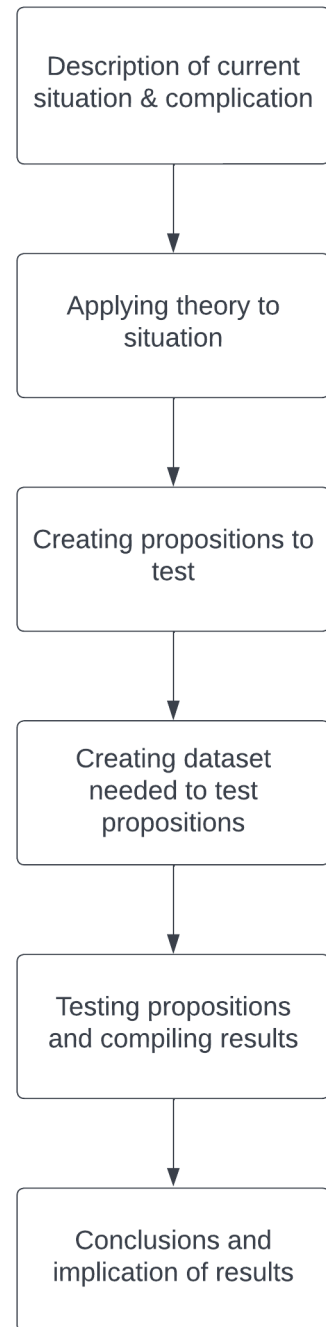 Description of current
situation & complication
Applying theory to
situation
Creating propositions to
test
Creating dataset
needed to test
propositions
Testing propositions
and compiling results
Conclusions and
implication of results